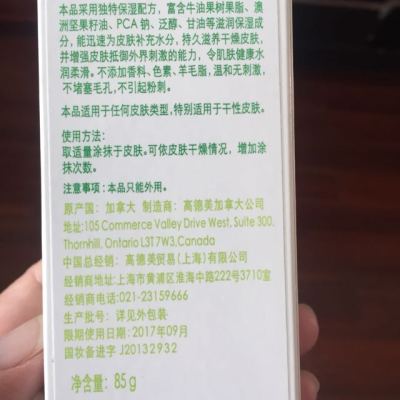 本品采用独特保湿配方，富含牛油果树果脂、澳
洲坚果籽油、PCA 钠、泛醇、甘油等滋润保湿成
分，能迅速为皮肤补充水分，持久滋养干燥皮肤，
并增强皮肤抵御外界刺激的能力，令肌肤健康水
润柔滑。不添加香料、色素、羊毛脂，温和无刺激，
不堵塞毛孔，不引起粉刺。
本品适用于任何皮肤类型，特别适用于干性皮肤。
使用方法：
取适量涂抹于皮肤。可依皮肤干燥情况，增加涂
抹次数。
注意事项：本品只能外用。
原产国：加拿大 制造商：高德美加拿大公司
地址:105 Commerce Valley Drive West, Suite 300,
Thornhill, Ontario L3T7W3,Canada
中国总经销：高德美贸易(上海)有限公司
经销商地址：上海市黄浦区淮海中路222号3710室
经销商电话:021-23159666
生产批号：详见外包装
限期使用日期：2017年09月
国妆备进字 J20132932
净含量：85g